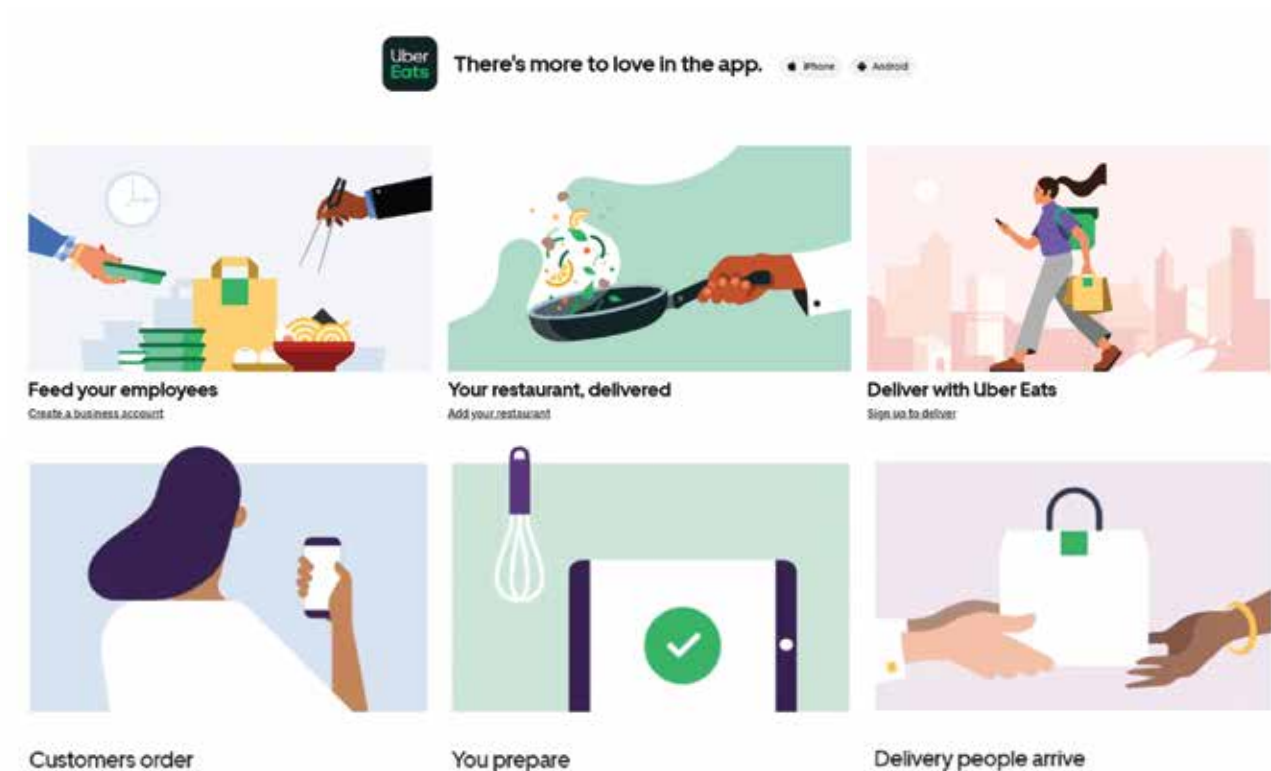 Uber
Eats
There's more to love in the app.
iPhone
Android
Feed your employees
Create a business account
Your restaurant, delivered
Add your restaurant
Deliver with Uber Eats
Sign up to deliver
Customers order
You prepare
Delivery people arrive